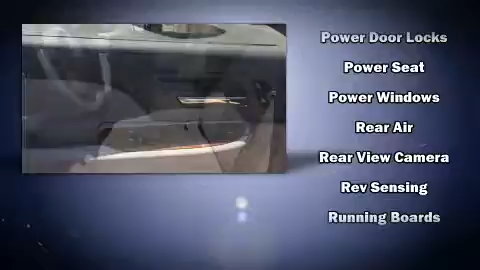 Power Door Locks
Power Seat
Power Windows
Rear Air
Rear View Camera
Rev Sensing
Running Boards